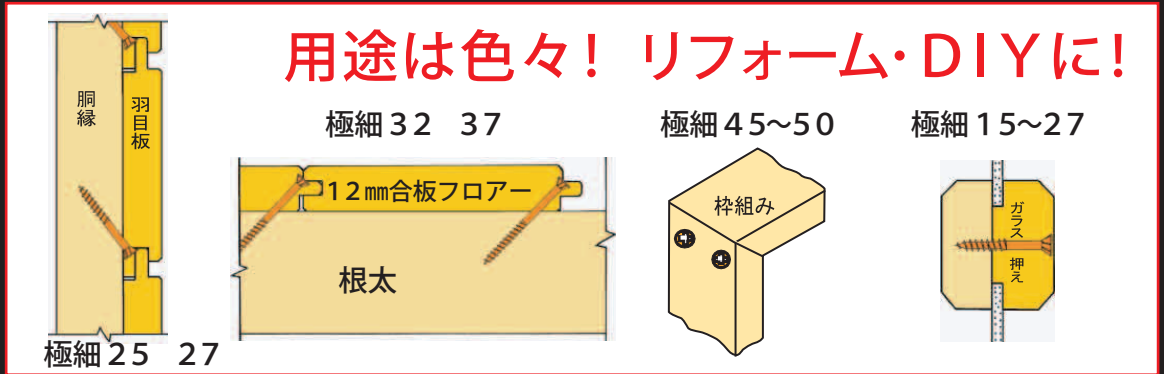 用途は色々！ リフォーム・DIYに！
胴縁
羽目板
極細25 27
極細32 37
12㎜合板フロアー
根太
極細45～50
枠組み
極細15～27
ガラス
押え